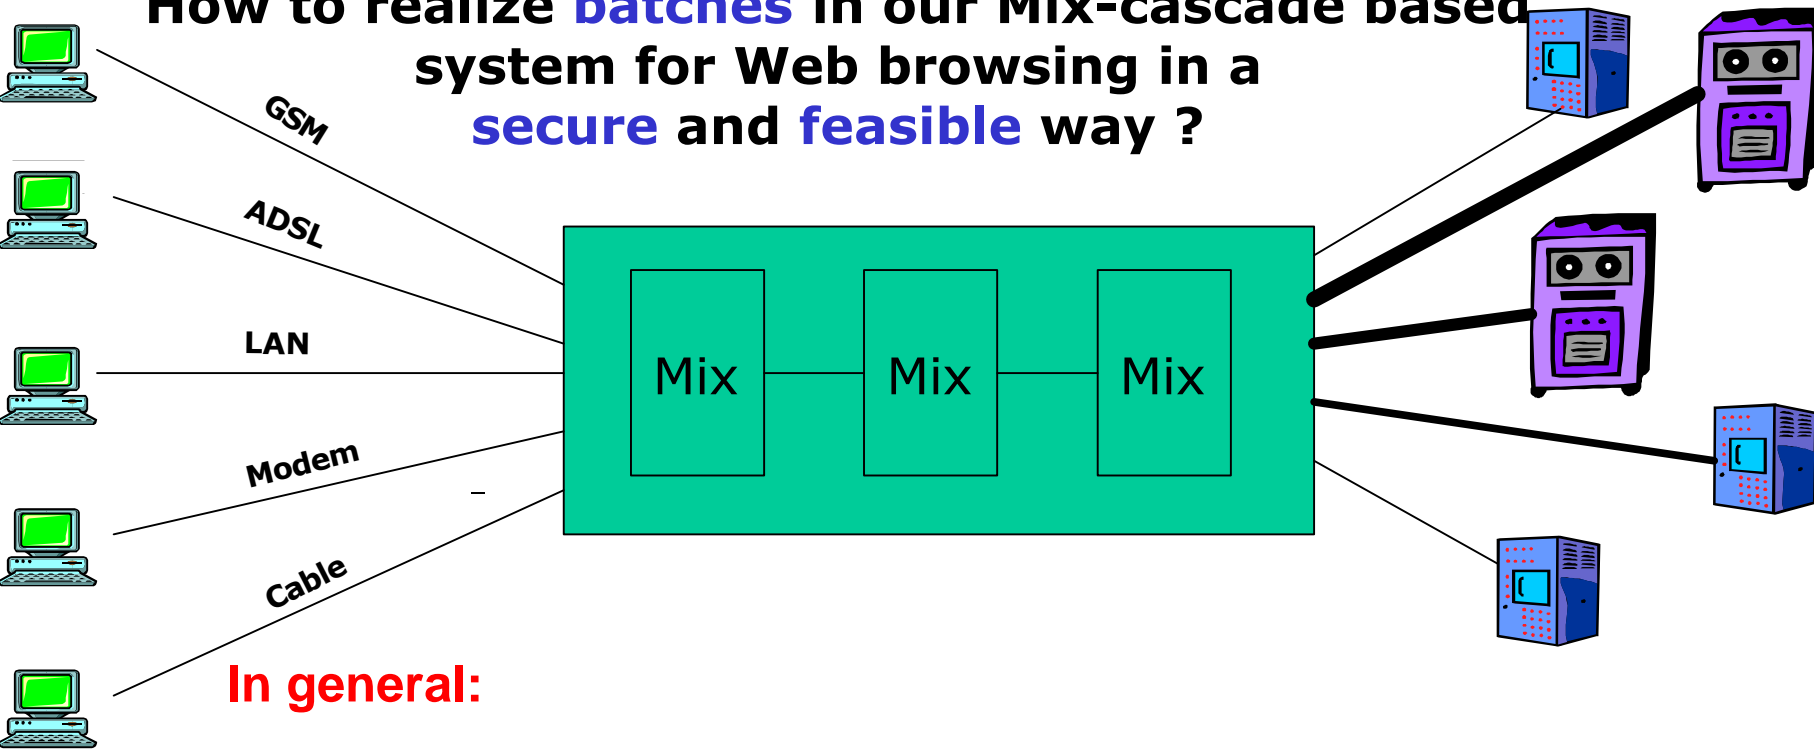 How to realize batches in our Mix-cascade based
system for Web browsing in a
secure and feasible way ?
GSM
ADSL
LAN
Modem
Cable
Mix
Mix
Mix
In general: